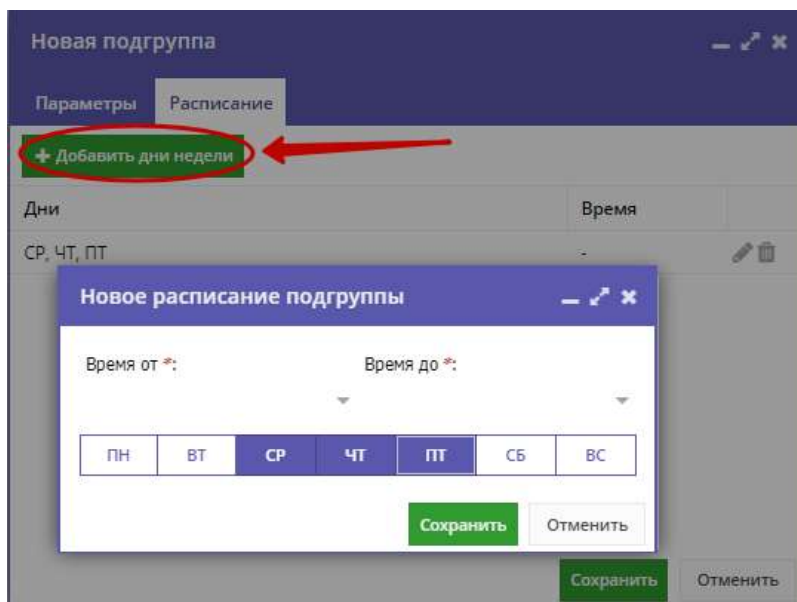 Новая подгруппа
Параметры Расписание
+ Добавить дни недели
Дни Время
СР, ЧТ, ПТ -
Новое расписание подгруппы
Время от *: Время до *:
ПН ВТ СР ЧТ ПТ СБ ВС
Сохранить Отменить
Сохранить Отменить